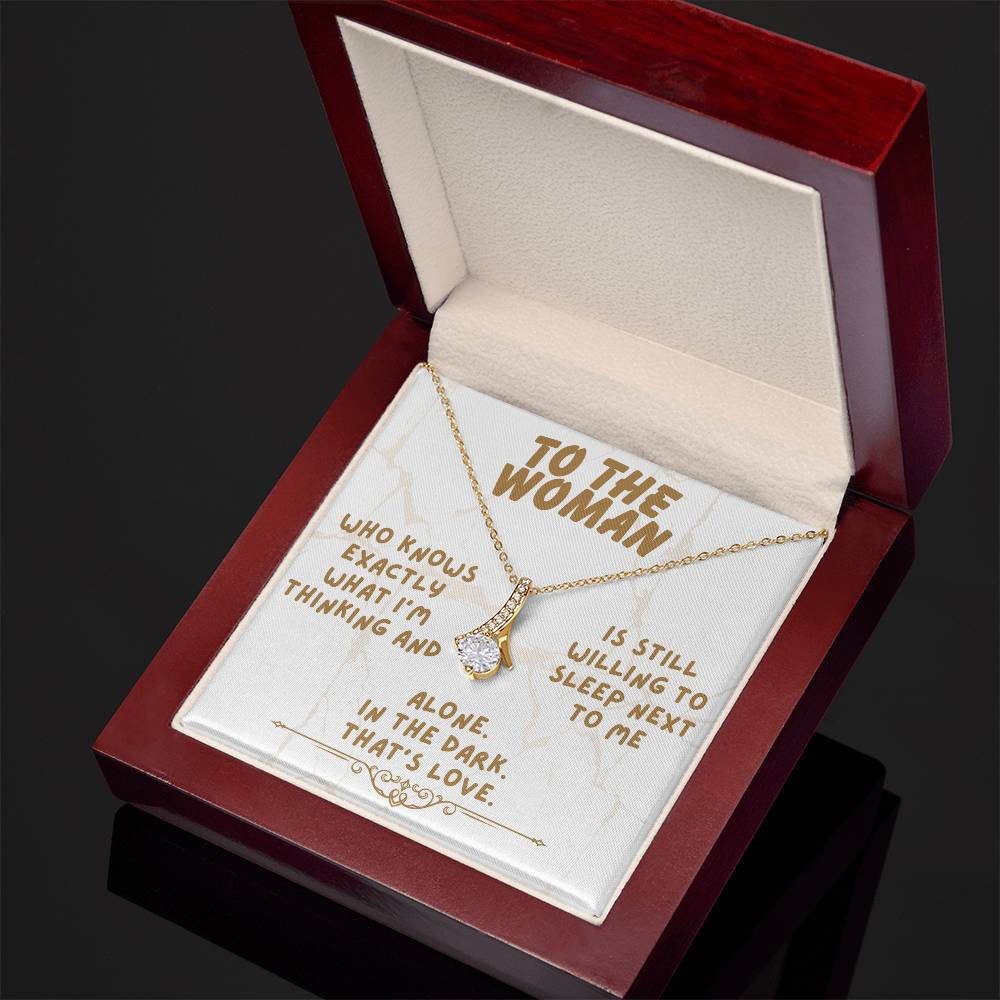 TO THE
WOMAN
WHO KNOWS
EXACTLY
WHAT I'M
THINKING AND
IS STILL
WILLING TO
SLEEP NEXT
TO ME
ALONE.
IN THE DARK.
THAT'S LOVE.